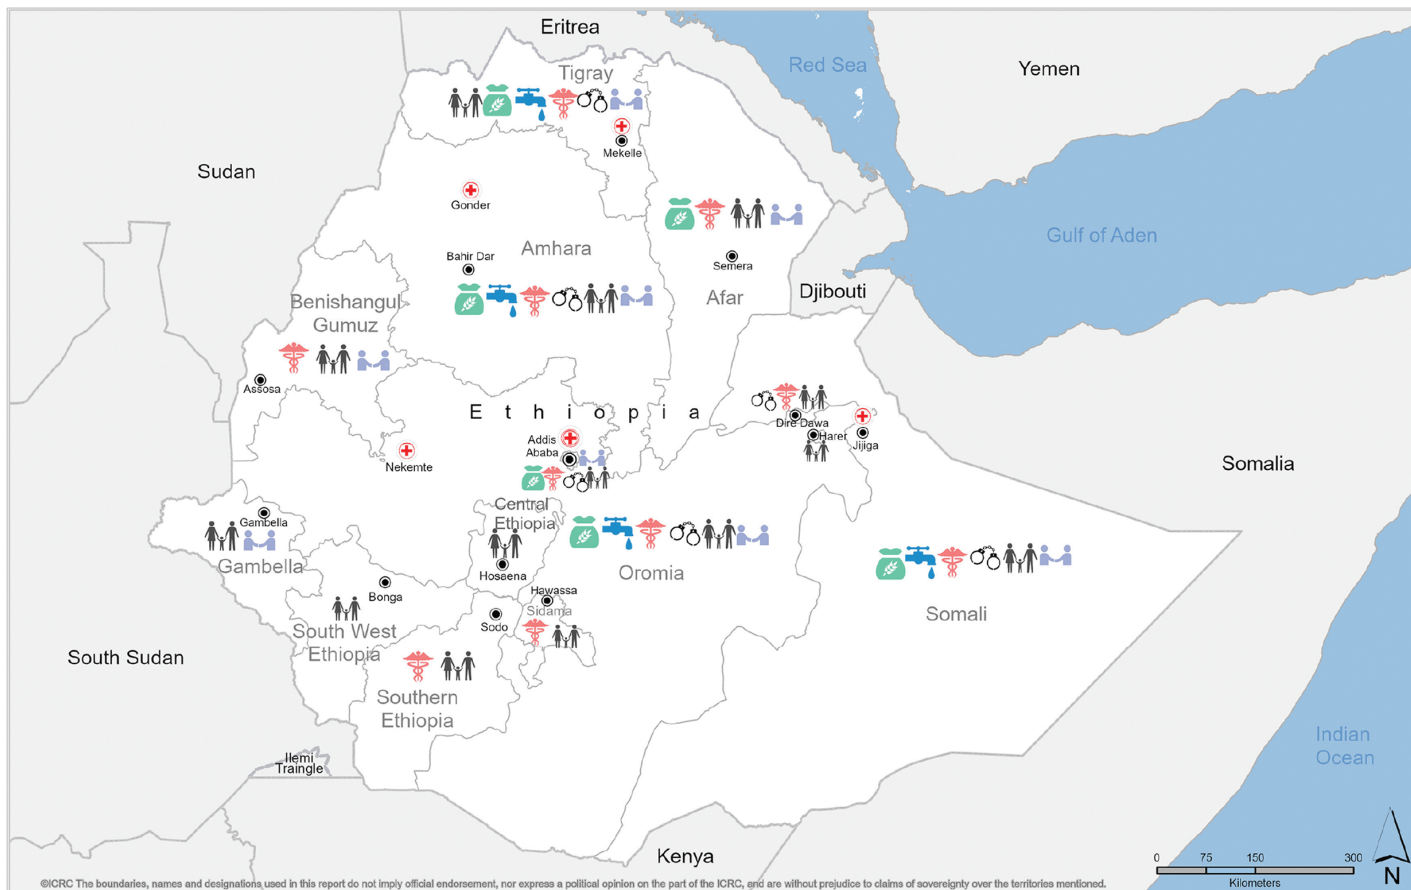 Eritrea
Red Sea
Yemen
Tigray
Mekelle
Sudan
Gonder
Gulf of Aden
Amhara
Bahir Dar
Semera
Afar
Djibouti
Benishangul
Gumuz
Assosa
Ethiopia
Dire Dawa
Harer
Jijiga
Addis
Ababa
Nekemte
Somalia
Central
Ethiopia
Gambella
Gambella
Oromia
Hosaena
Bonga
Hawassa
Sidama
Sodo
Somali
South West
Ethiopia
South Sudan
Southern
Ethiopia
Ilemi
Traingle
Indian
Ocean
Kenya
0 75 150 300
Kilometers
N
©ICRC The boundaries, names and designations used in this report do not imply official endorsement, nor express a political opinion on the part of the ICRC, and are without prejudice to claims of sovereignty over the territories mentioned.